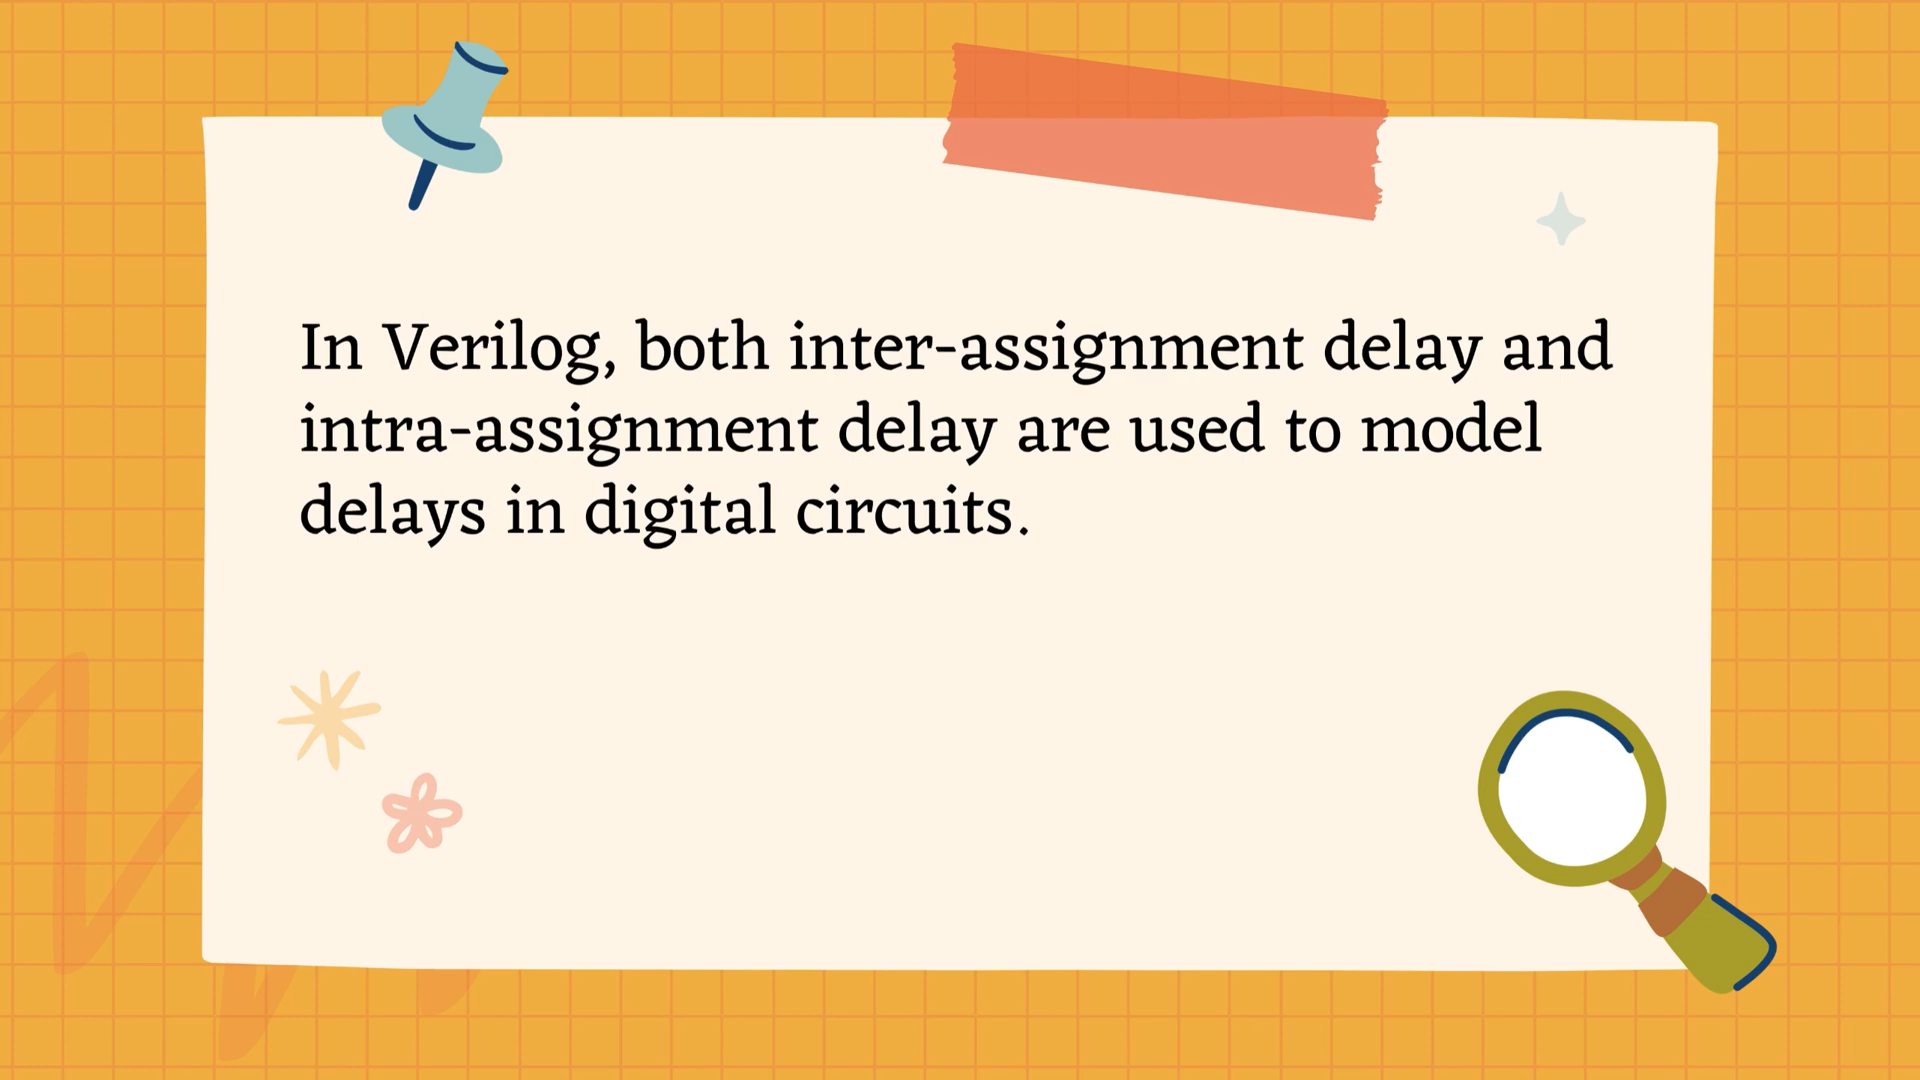 In Verilog, both inter-assignment delay and
intra-assignment delay are used to model
delays in digital circuits.